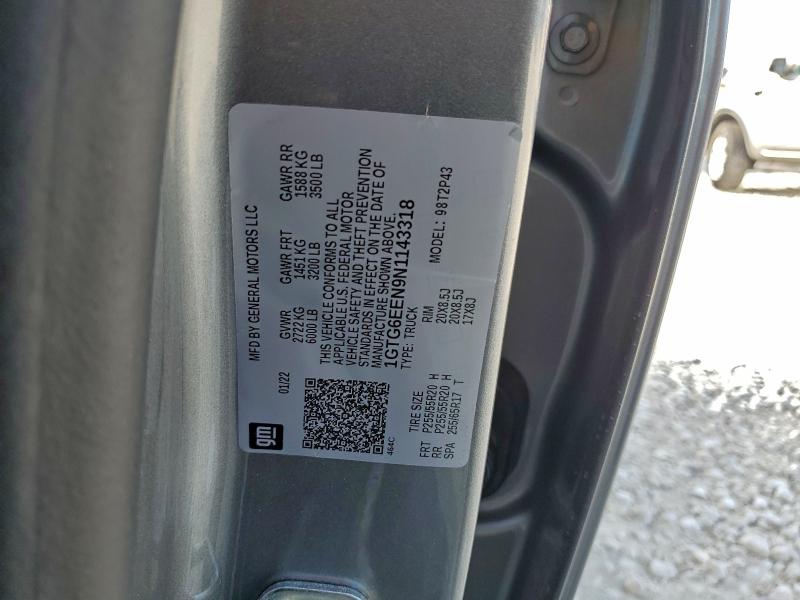 MFD BY GENERAL MOTORS LLC
01/22
GVWR
2722 KG
6000 LB
GAWR FRT
1451 KG
3200 LB
GAWR RR
1588 KG
3500 LB
THIS VEHICLE CONFORMS TO ALL
APPLICABLE U.S. FEDERAL MOTOR
VEHICLE SAFETY AND THEFT PREVENTION
STANDARDS IN EFFECT ON THE DATE OF
MANUFACTURE SHOWN ABOVE.
1GTG6EEN9N1143318
TYPE: TRUCK
MODEL: 98T2P43
gm
464C
TIRE SIZE RIM
FRT P255/55R20 H 20X8.5J
RR P255/55R20 H 20X8.5J
SPA 255/65R17 T 17X8J